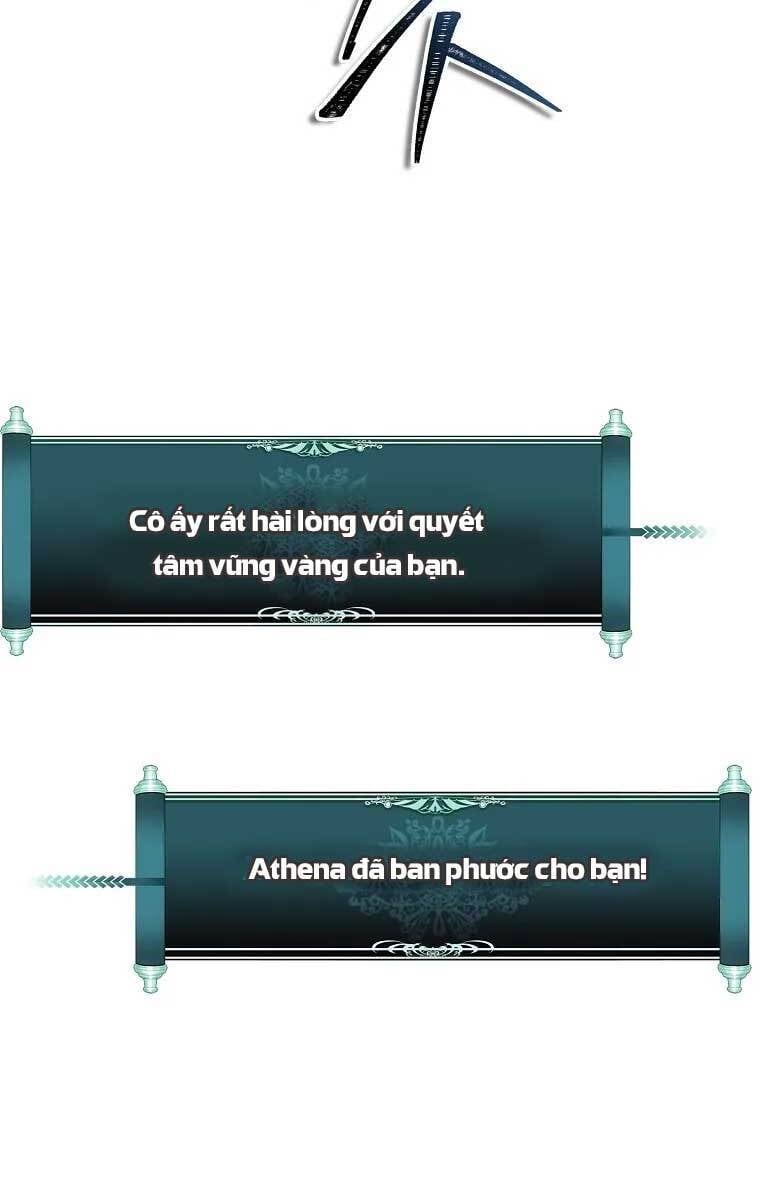 Cô ấy rất hài lòng với quyết
tâm vững vàng của bạn.
Athena đã ban phước cho bạn!